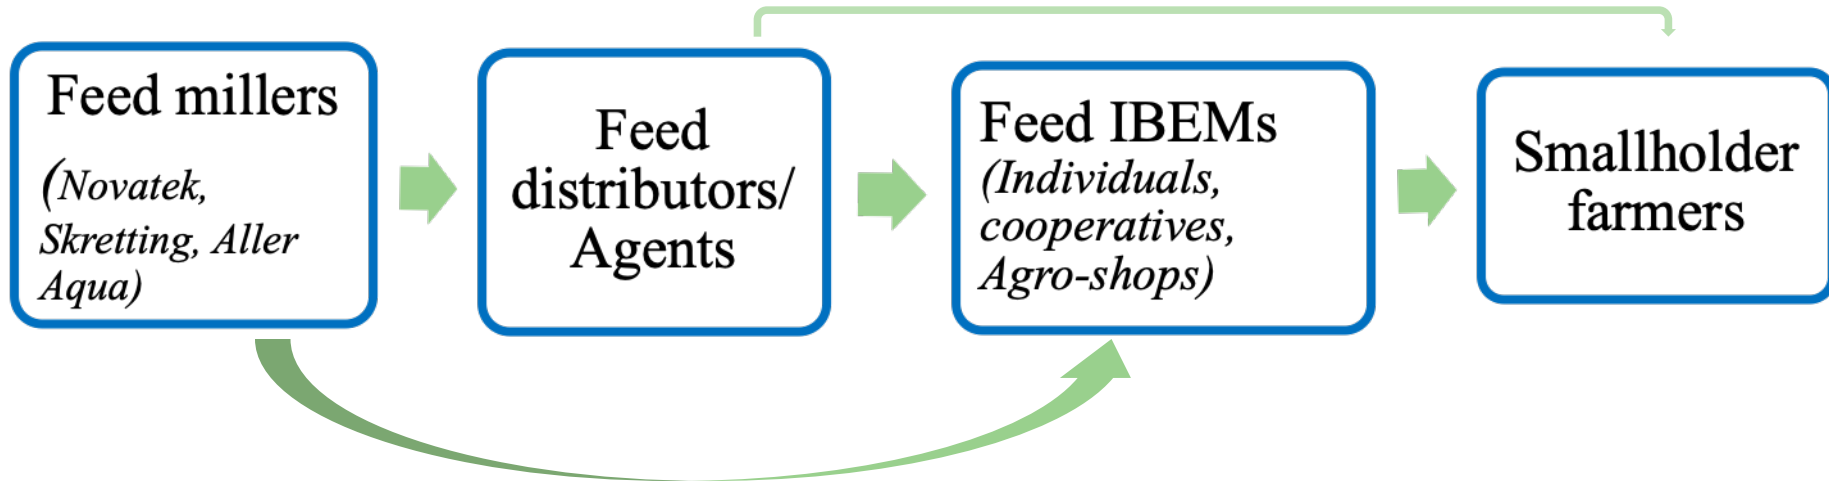 Feed millers
(Novatek,
Skretting, Aller
Aqua)
Feed
distributors/
Agents
Feed IBEMs
(Individuals,
cooperatives,
Agro-shops)
Smallholder
farmers